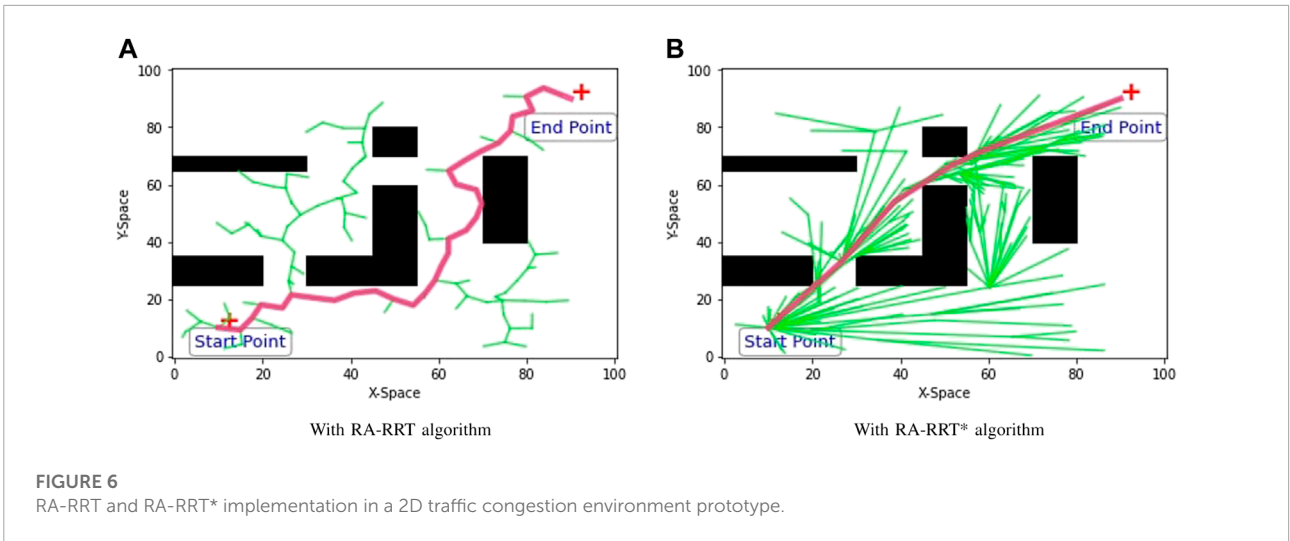 A
100
80
60
40
20
0
Y-Space
End Point
Start Point
0 20 40 60 80 100
X-Space
With RA-RRT algorithm
B
100
80
60
40
20
0
Y-Space
End Point
Start Point
0 20 40 60 80 100
X-Space
With RA-RRT* algorithm
FIGURE 6
RA-RRT and RA-RRT* implementation in a 2D traffic congestion environment prototype.